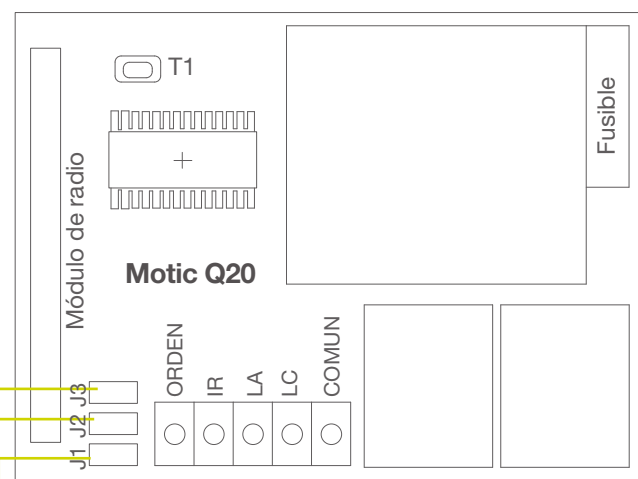 T1
Fusible
Módulo de radio
Motic Q20
ORDEN
IR
LA
LC
COMUN
J3
J2
J1